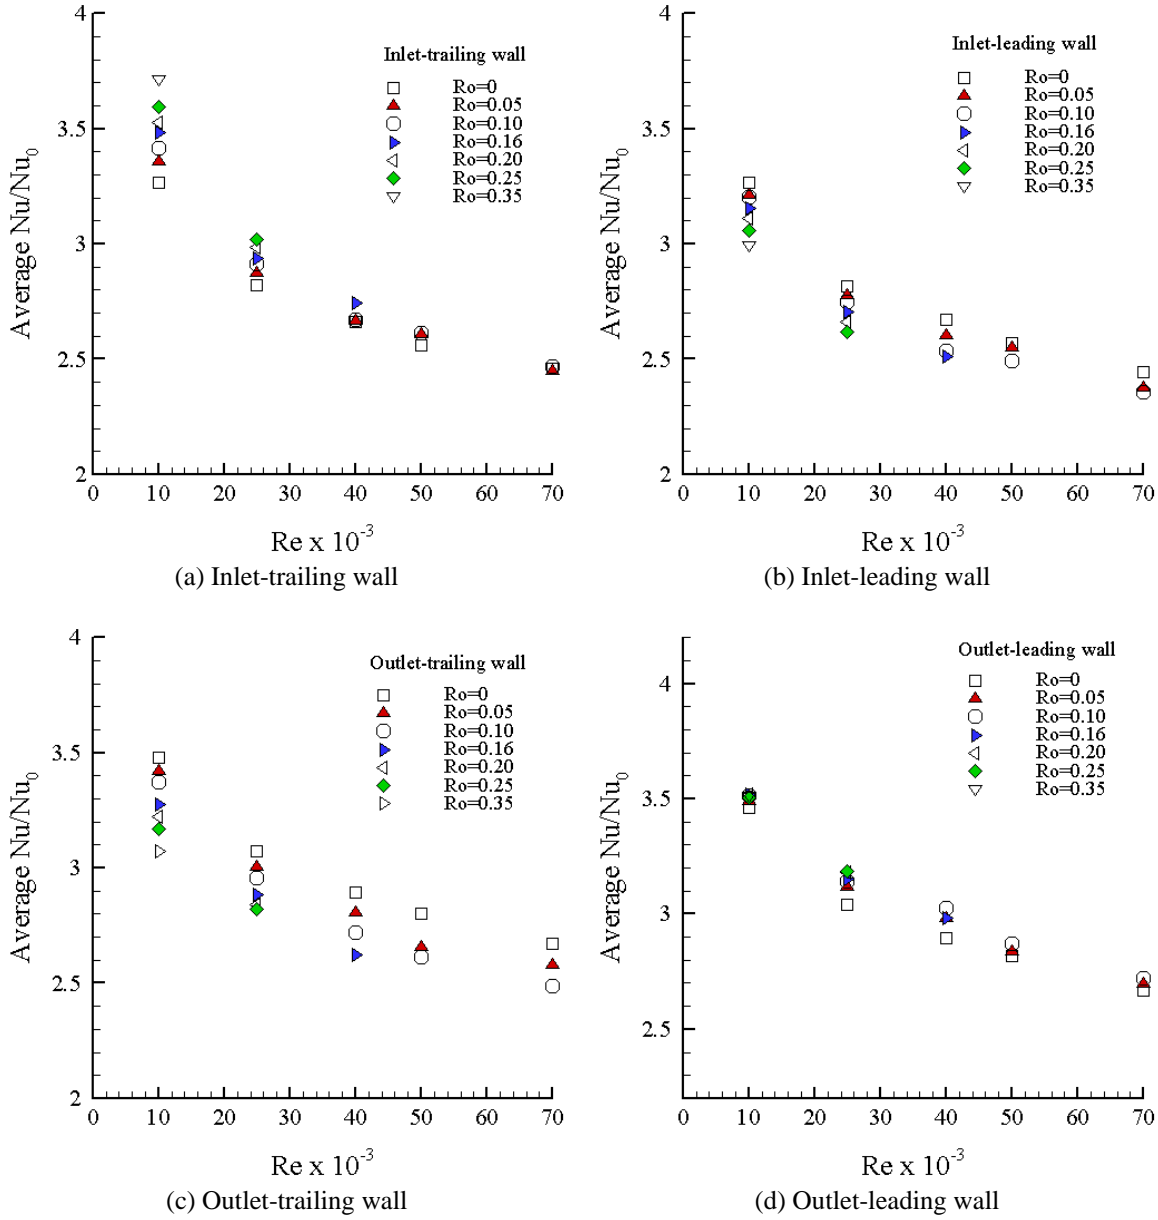 4
3.5
3
2.5
2
Average Nu/Nu0
0 10 20 30 40 50 60 70
Re x 10-3
Inlet-trailing wall
Ro=0
Ro=0.05
Ro=0.10
Ro=0.16
Ro=0.20
Ro=0.25
Ro=0.35
(a) Inlet-trailing wall
4
3.5
3
2.5
2
Average Nu/Nu0
0 10 20 30 40 50 60 70
Re x 10-3
Inlet-leading wall
Ro=0
Ro=0.05
Ro=0.10
Ro=0.16
Ro=0.20
Ro=0.25
Ro=0.35
(b) Inlet-leading wall
4
3.5
3
2.5
2
Average Nu/Nu0
0 10 20 30 40 50 60 70
Re x 10-3
Outlet-trailing wall
Ro=0
Ro=0.05
Ro=0.10
Ro=0.16
Ro=0.20
Ro=0.25
Ro=0.35
(c) Outlet-trailing wall
4
3.5
3
2.5
Average Nu/Nu0
0 10 20 30 40 50 60 70
Re x 10-3
Outlet-leading wall
Ro=0
Ro=0.05
Ro=0.10
Ro=0.16
Ro=0.20
Ro=0.25
Ro=0.35
(d) Outlet-leading wall